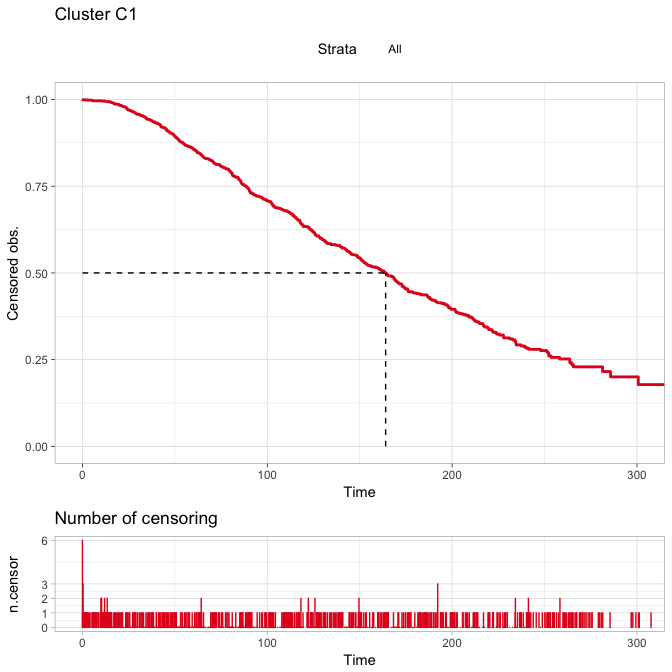 Cluster C1
Strata All
1.00
0.75
0.50
0.25
0.00
Censored obs.
0 100 200 300
Time
Number of censoring
6
3
2
1
0
n.censor
0 100 200 300
Time